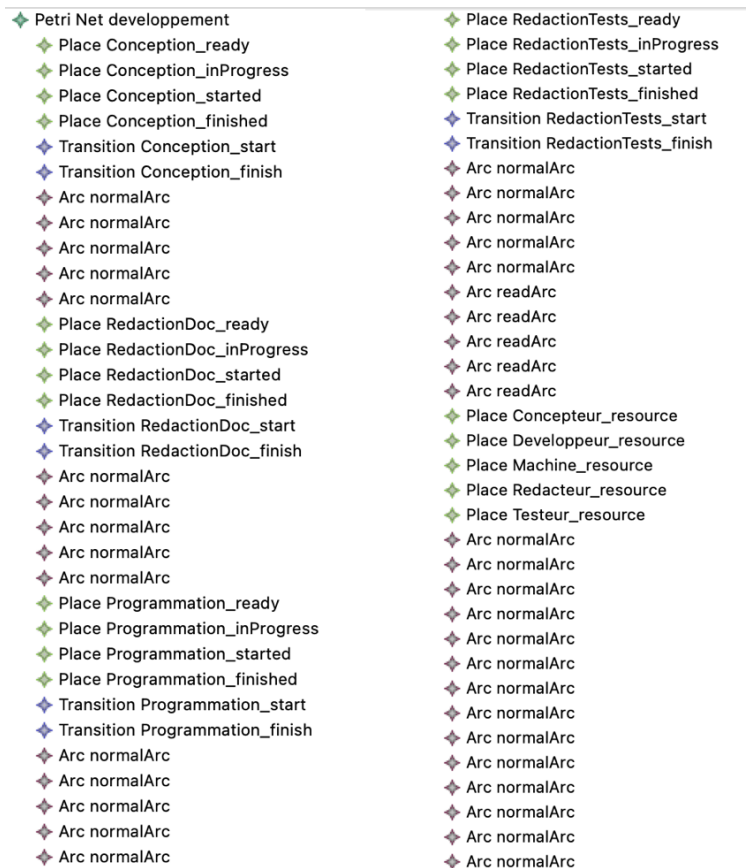 Petri Net developpement
Place Conception_ready
Place Conception_inProgress
Place Conception_started
Place Conception_finished
Transition Conception_start
Transition Conception_finish
Arc normalArc
Arc normalArc
Arc normalArc
Arc normalArc
Arc normalArc
Place RedactionDoc_ready
Place RedactionDoc_inProgress
Place RedactionDoc_started
Place RedactionDoc_finished
Transition RedactionDoc_start
Transition RedactionDoc_finish
Arc normalArc
Arc normalArc
Arc normalArc
Arc normalArc
Arc normalArc
Place Programmation_ready
Place Programmation_inProgress
Place Programmation_started
Place Programmation_finished
Transition Programmation_start
Transition Programmation_finish
Arc normalArc
Arc normalArc
Arc normalArc
Arc normalArc
Arc normalArc
Place RedactionTests_ready
Place RedactionTests_inProgress
Place RedactionTests_started
Place RedactionTests_finished
Transition RedactionTests_start
Transition RedactionTests_finish
Arc normalArc
Arc normalArc
Arc normalArc
Arc normalArc
Arc normalArc
Arc readArc
Arc readArc
Arc readArc
Arc readArc
Arc readArc
Place Concepteur_resource
Place Developpeur_resource
Place Machine_resource
Place Redacteur_resource
Place Testeur_resource
Arc normalArc
Arc normalArc
Arc normalArc
Arc normalArc
Arc normalArc
Arc normalArc
Arc normalArc
Arc normalArc
Arc normalArc
Arc normalArc
Arc normalArc
Arc normalArc
Arc normalArc
Arc normalArc